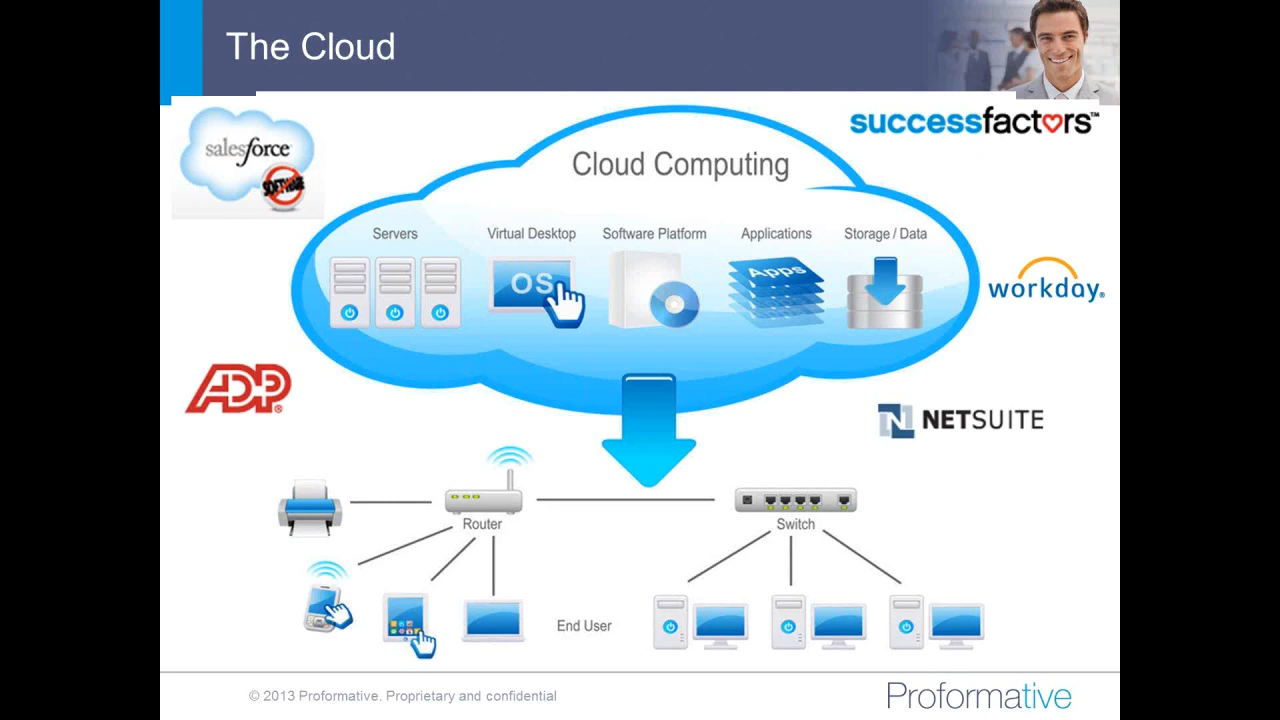 The Cloud
salesforce
SOFTWARE
successfactors™
Cloud Computing
Servers
Virtual Desktop
Software Platform
Applications
Storage / Data
OS
Apps
workday®
ADP®
NETSUITE
Router
Switch
End User
© 2013 Proformative. Proprietary and confidential
Proformative